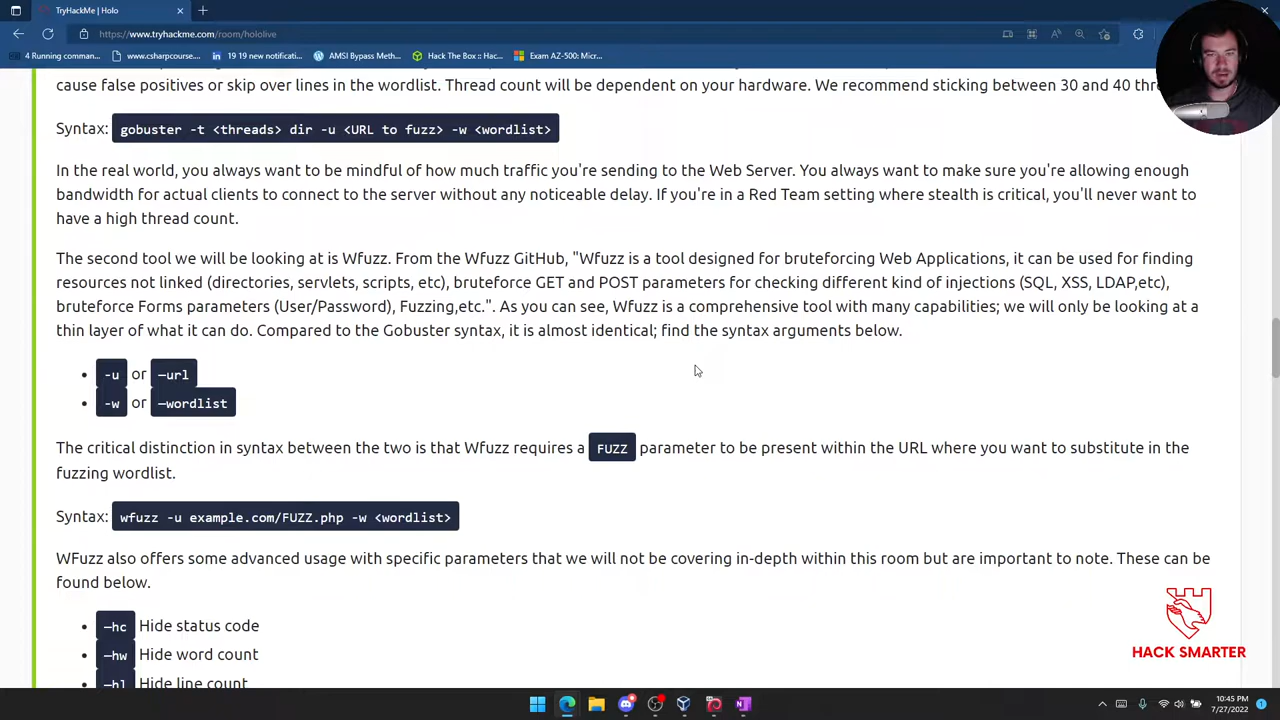 TryHackMe | Holo
https://www.tryhackme.com/room/hololive
4 Running comman...
www.csharpcourse....
19 19 new notificati...
AMSI Bypass Meth...
Hack The Box :: Hac...
Exam AZ-500: Micr...
cause false positives or skip over lines in the wordlist. Thread count will be dependent on your hardware. We recommend sticking between 30 and 40
Syntax: gobuster -t <threads> dir -u <URL to fuzz> -w <wordlist>
In the real world, you always want to be mindful of how much traffic you're sending to the Web Server. You always want to make sure you're allowing enough
bandwidth for actual clients to connect to the server without any noticeable delay. If you're in a Red Team setting where stealth is critical, you'll never want to
have a high thread count.
The second tool we will be looking at is Wfuzz. From the Wfuzz GitHub, "Wfuzz is a tool designed for bruteforcing Web Applications, it can be used for finding
resources not linked (directories, servlets, scripts, etc), bruteforce GET and POST parameters for checking different kind of injections (SQL, XSS, LDAP,etc),
bruteforce Forms parameters (User/Password), Fuzzing,etc.". As you can see, Wfuzz is a comprehensive tool with many capabilities; we will only be looking at a
thin layer of what it can do. Compared to the Gobuster syntax, it is almost identical; find the syntax arguments below.
-u or —url
-w or —wordlist
The critical distinction in syntax between the two is that Wfuzz requires a FUZZ parameter to be present within the URL where you want to substitute in the
fuzzing wordlist.
Syntax: wfuzz -u example.com/FUZZ.php -w <wordlist>
WFuzz also offers some advanced usage with specific parameters that we will not be covering in-depth within this room but are important to note. These can be
found below.
—hc Hide status code
—hw Hide word count
—hl Hide line count
HACK SMARTER
10:45 PM
7/27/2022